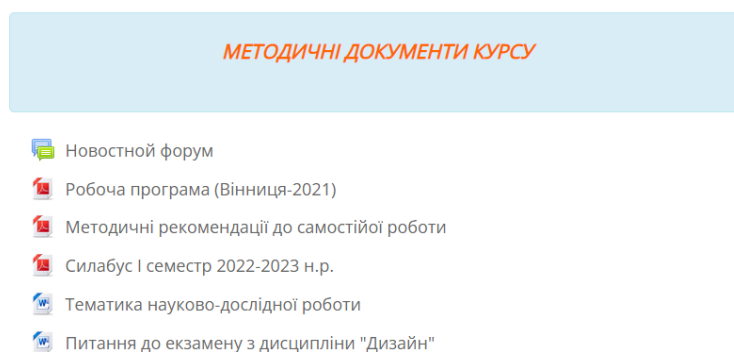 МЕТОДИЧНІ ДОКУМЕНТИ КУРСУ
Новостной форум
Робоча програма (Вінниця-2021)
Методичні рекомендації до самостійої роботи
Силабус І семестр 2022-2023 н.р.
Тематика науково-дослідної роботи
Питання до екзамену з дисципліни "Дизайн"